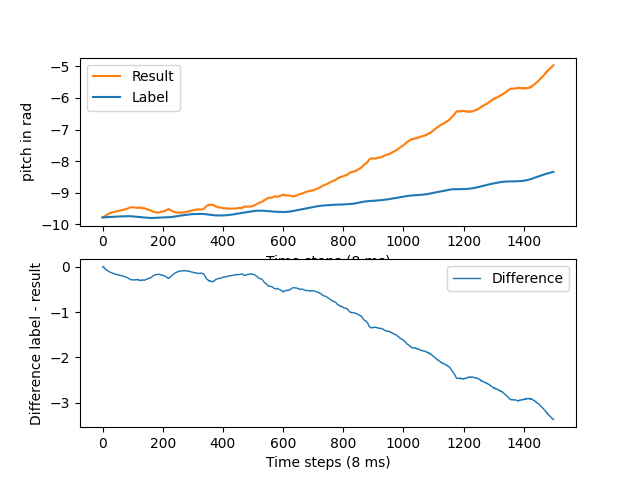 pitch in rad
−5
−6
−7
−8
−9
−10
Result
Label
0 200 400 600 800 1000 1200 1400
Time steps (8 ms)
Difference label - result
0
−1
−2
−3
Difference
0 200 400 600 800 1000 1200 1400
Time steps (8 ms)